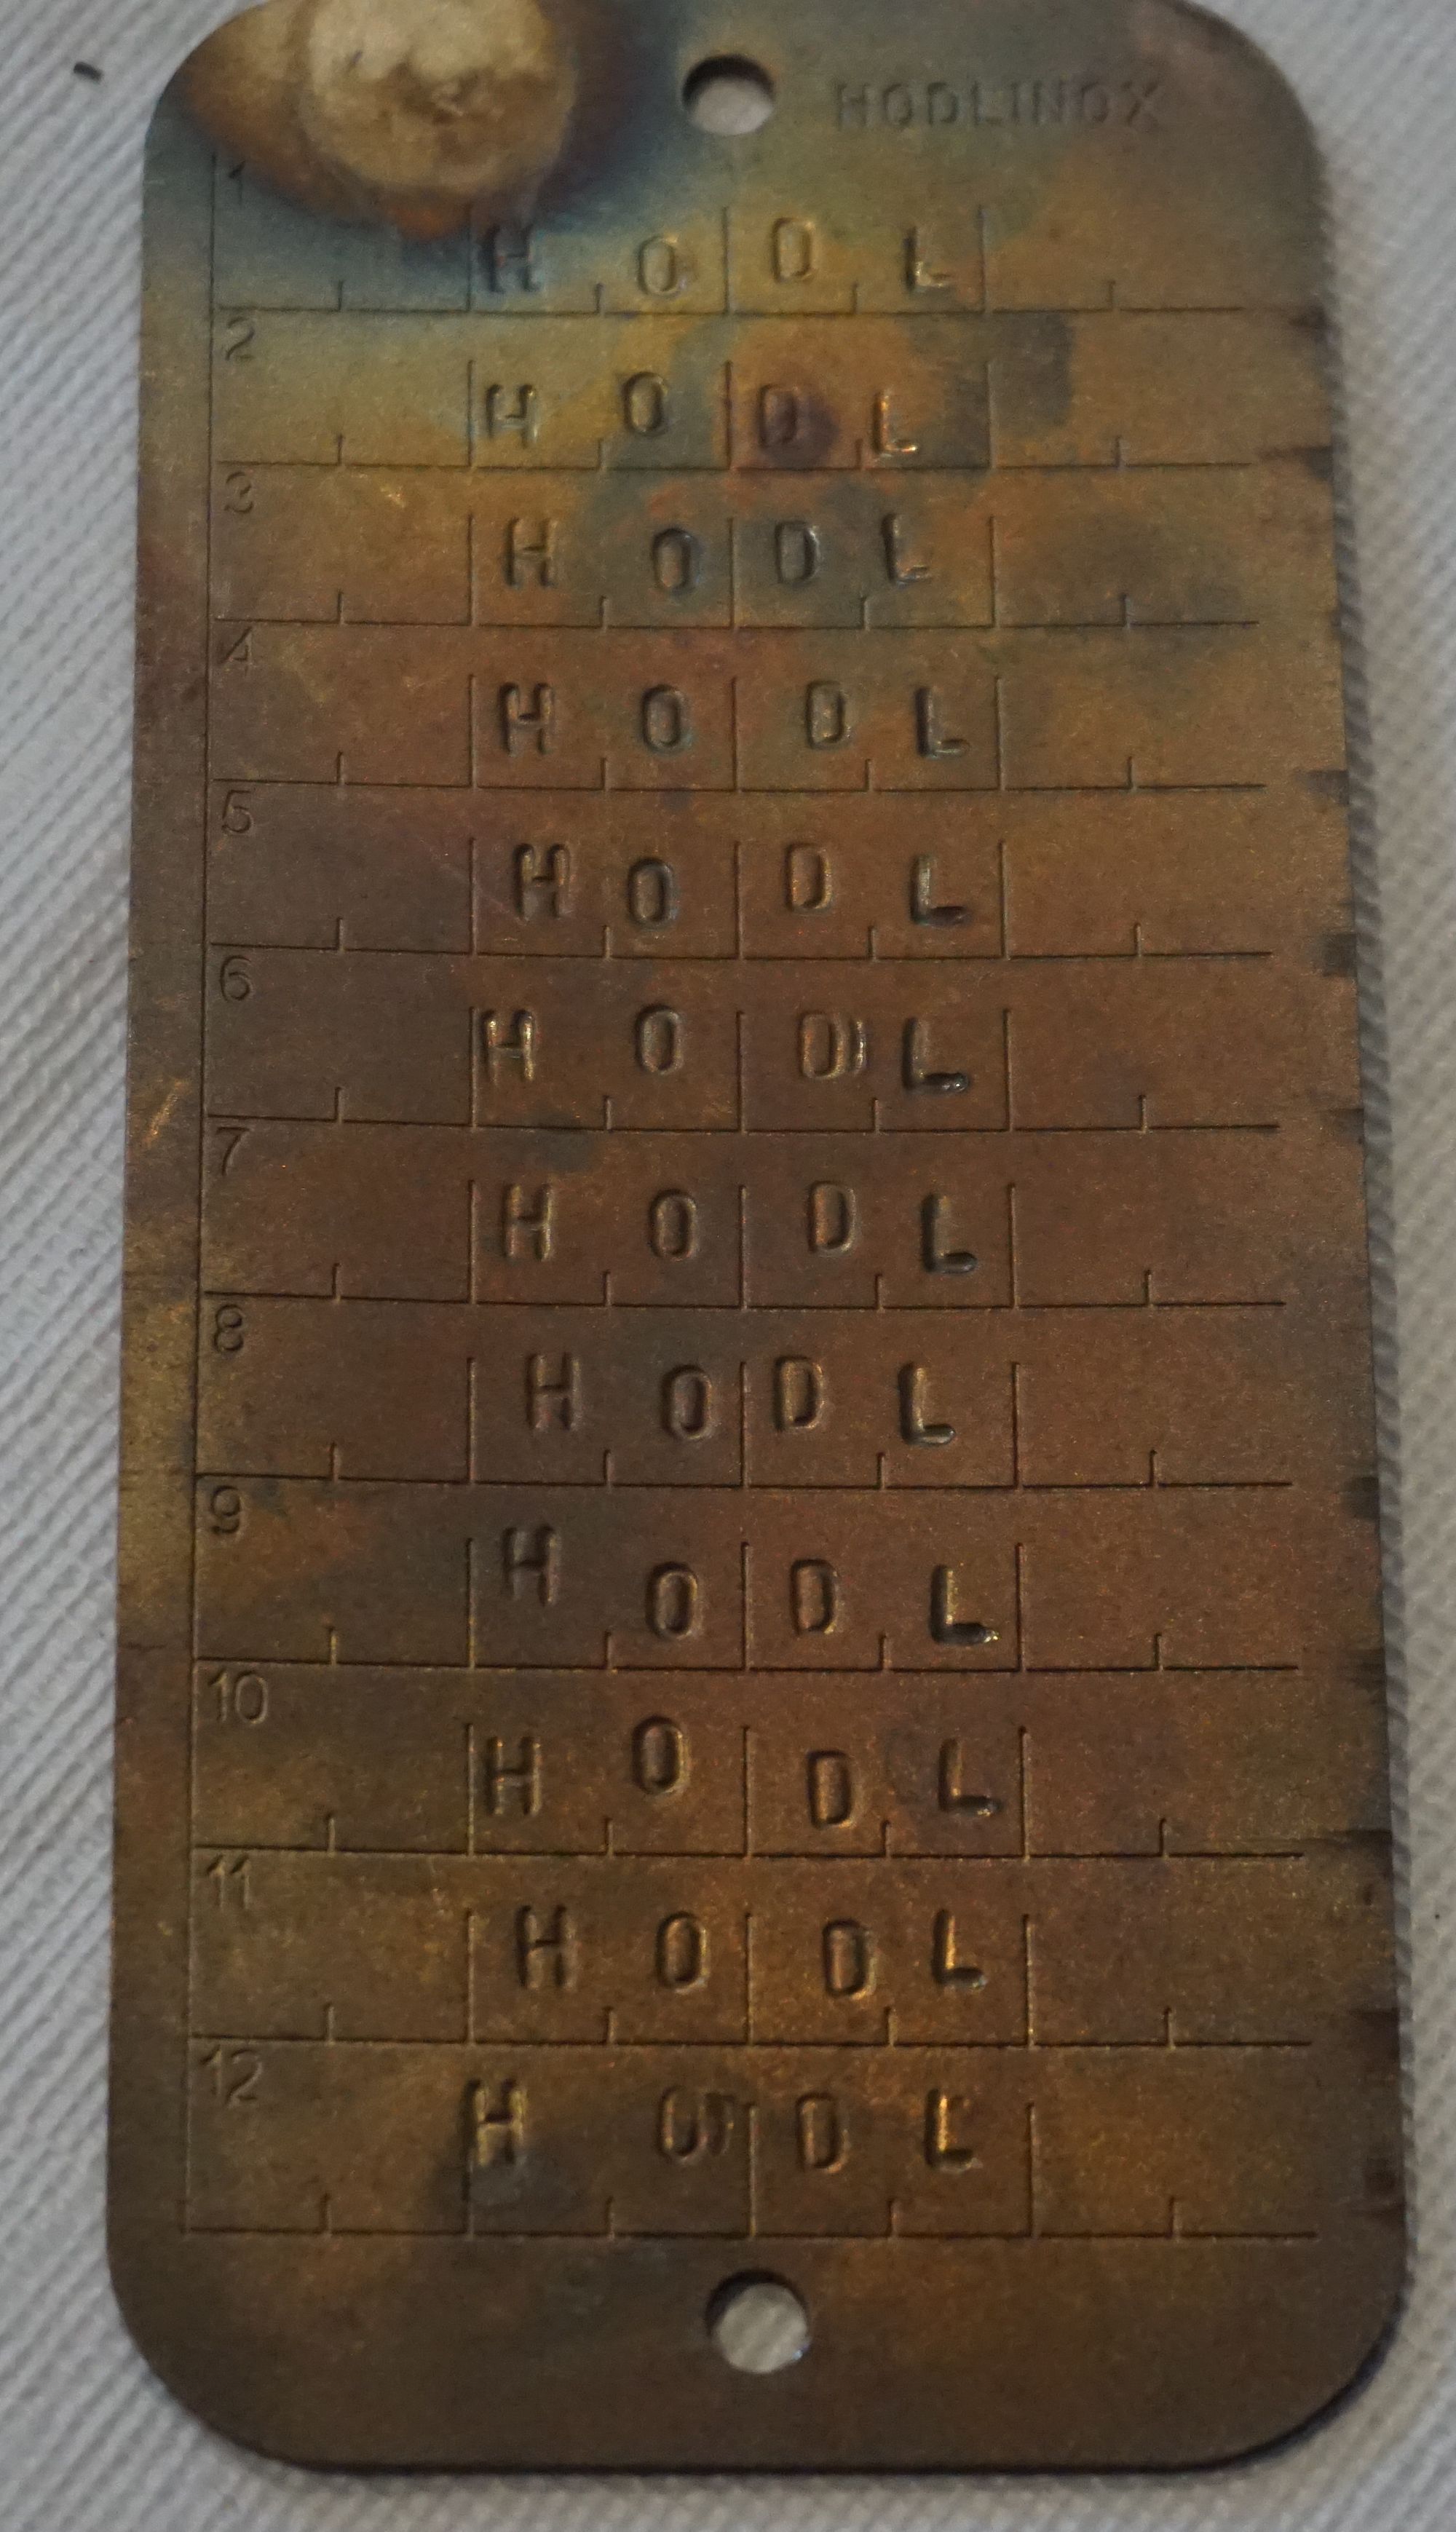 HODLINOX
1 H O D L
2 H O D L
3 H O D L
4 H O D L
5 H O D L
6 H O D L
7 H O D L
8 H O D L
9 H O D L
10 H O D L
11 H O D L
12 H O D L